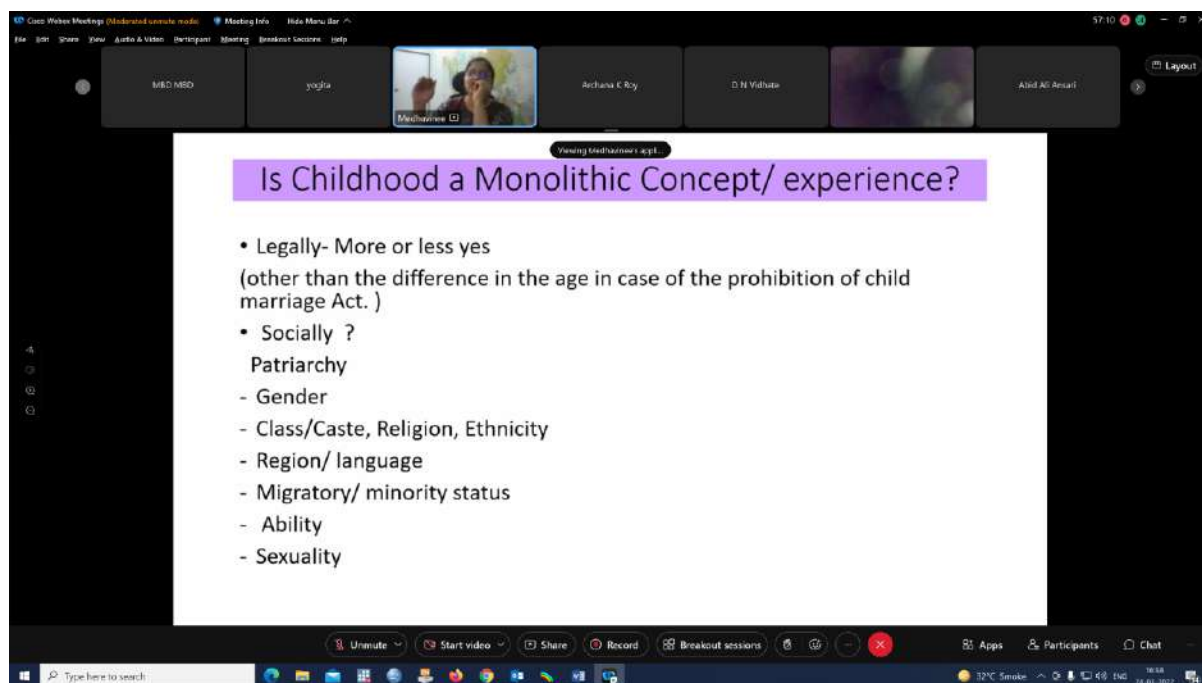 Cisco Webex Meetings (Moderated unmute mode) Meeting Info Hide Menu Bar 57:10
File Edit Share View Audio & Video Participant Meeting Breakout Sessions Help
Layout
MBD MBD yogita Archana K Roy D N Vidhate Abid Ali Ansari
Medhavinee
Viewing Medhavinee's appl...
Is Childhood a Monolithic Concept/ experience?
• Legally- More or less yes
(other than the difference in the age in case of the prohibition of child
marriage Act. )
• Socially ?
Patriarchy
- Gender
- Class/Caste, Religion, Ethnicity
- Region/ language
- Migratory/ minority status
- Ability
- Sexuality
Unmute Start video Share Record Breakout sessions Apps Participants Chat
Type here to search 32°C Smoke ENG 16:58